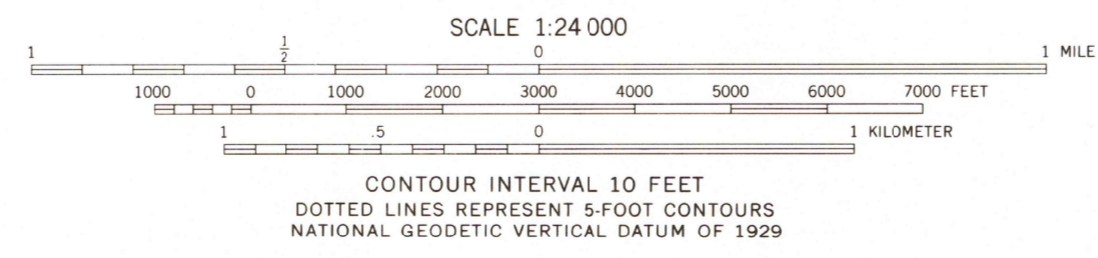 SCALE 1:24 000
1 ½ 0 1 MILE
1000 0 1000 2000 3000 4000 5000 6000 7000 FEET
1 .5 0 1 KILOMETER
CONTOUR INTERVAL 10 FEET
DOTTED LINES REPRESENT 5-FOOT CONTOURS
NATIONAL GEODETIC VERTICAL DATUM OF 1929